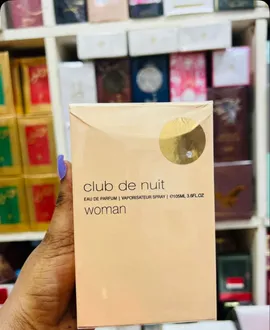 club de nuit
EAU DE PARFUM | VAPORISATEUR SPRAY | ℮105ML 3.6FL.OZ
woman